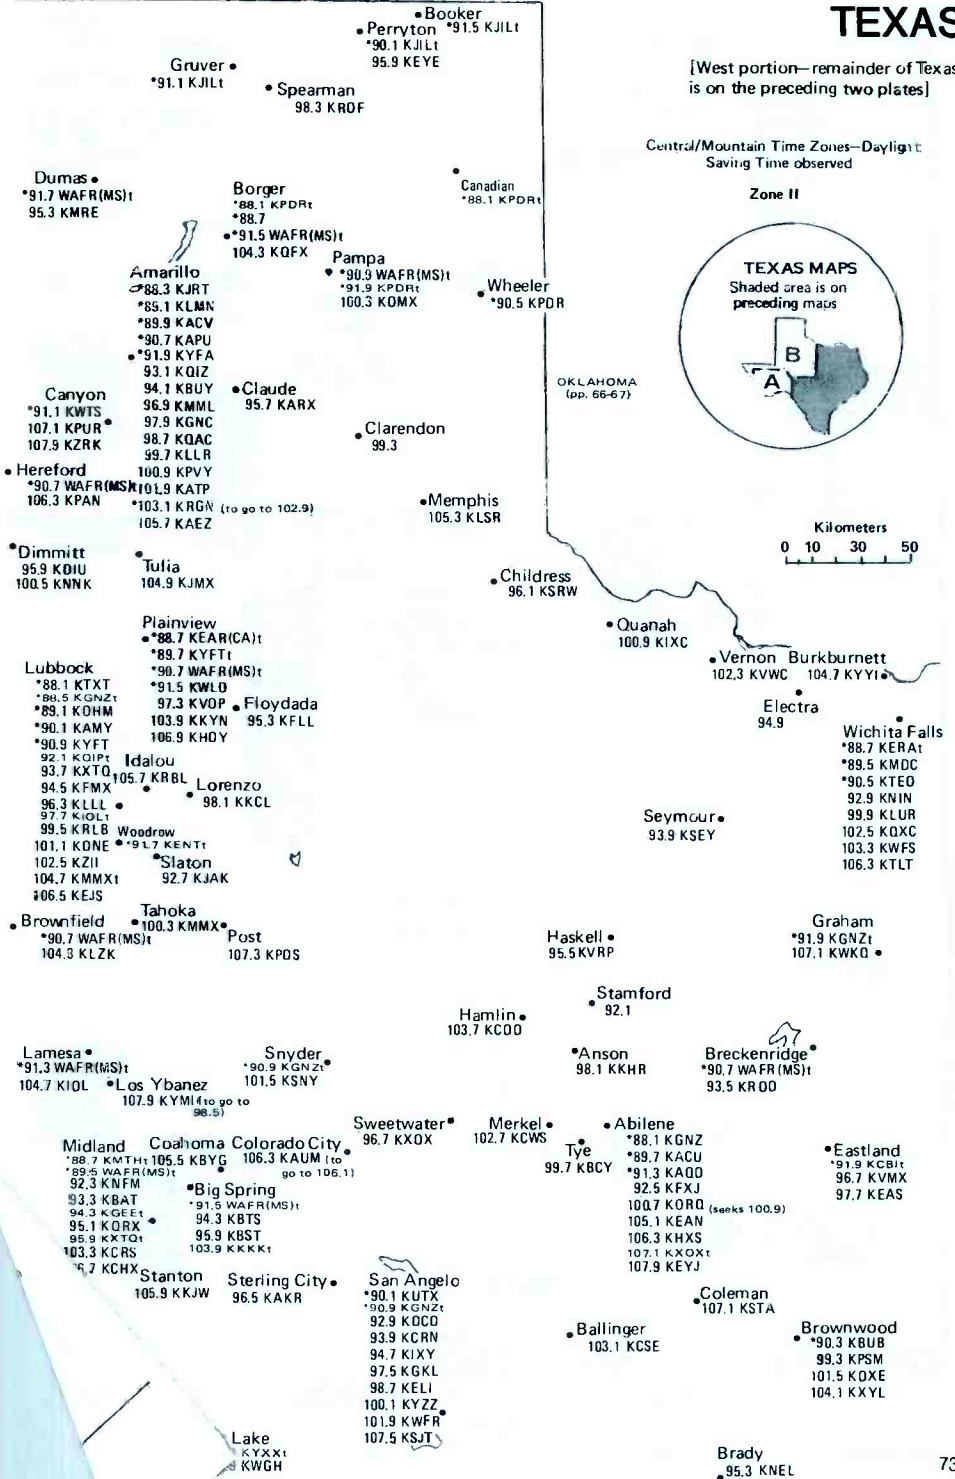 TEXAS
[West portion—remainder of Texas
is on the preceding two plates]
Central/Mountain Time Zones—Daylight
Saving Time observed
Zone II
TEXAS MAPS
Shaded area is on
preceding maps
B
A
OKLAHOMA
(pp. 66-67)
Kilometers
0 10 30 50
Booker
*91.5 KJILt
Perryton
*90.1 KJILt
95.9 KEYE
Gruver
*91.1 KJILt
Spearman
98.3 KROF
Dumas
*91.7 WAFR(MS)t
95.3 KMRE
Borger
*88.1 KPDRt
*88.7
*91.5 WAFR(MS)t
104.3 KQFX
Canadian
*88.1 KPDRt
Pampa
*90.9 WAFR(MS)t
*91.9 KPDRt
100.3 KOMX
Wheeler
*90.5 KPDR
Amarillo
*88.3 KJRT
*89.1 KLMN
*89.9 KACV
*90.7 KAPU
*91.9 KYFA
93.1 KQIZ
94.1 KBUY
96.9 KMML
97.9 KGNC
98.7 KQAC
99.7 KLLR
100.9 KPVY
101.9 KATP
*103.1 KRGN (to go to 102.9)
105.7 KAEZ
Claude
95.7 KARX
Canyon
*91.1 KWTS
107.1 KPUR
107.9 KZRK
Clarendon
99.3
Hereford
*90.7 WAFR(MS)t
106.3 KPAN
Memphis
105.3 KLSR
Dimmitt
95.9 KDIU
100.5 KNNK
Tulia
104.9 KJMX
Childress
96.1 KSRW
Quanah
100.9 KIXC
Plainview
*88.7 KEAR(CA)t
*89.7 KYFTt
*90.7 WAFR(MS)t
*91.5 KWLD
97.3 KVOP
103.9 KKYN
106.9 KHDY
Floydada
95.3 KFLL
Vernon
102.3 KVWC
Burkburnett
104.7 KYYI
Electra
94.9
Lubbock
*88.1 KTXT
*88.5 KGNZt
*89.1 KOHM
*90.1 KAMY
*90.9 KYFT
92.1 KQIPt
93.7 KXTQ
94.5 KFMX
96.3 KLLL
97.7 KIOLt
99.5 KRLB
101.1 KONE
102.5 KZII
104.7 KMMXt
106.5 KEJS
Idalou
105.7 KRBL
Lorenzo
98.1 KKCL
Woodrow
*91.7 KENTt
Slaton
92.7 KJAK
Wichita Falls
*88.7 KERAt
*89.5 KMOC
*90.5 KTEO
92.9 KNIN
99.9 KLUR
102.5 KQXC
103.3 KWFS
106.3 KTLT
Seymour
93.9 KSEY
Brownfield
*90.7 WAFR(MS)t
104.3 KLZK
Tahoka
100.3 KMMX
Post
107.3 KPOS
Haskell
95.5 KVRP
Graham
*91.9 KGNZt
107.1 KWKQ
Stamford
92.1
Hamlin
103.7 KCDD
Lamesa
*91.3 WAFR(MS)t
104.7 KIOL
Los Ybanez
107.9 KYMI (to go to
98.5)
Snyder
*90.9 KGNZt
101.5 KSNY
Anson
98.1 KKHR
Breckenridge
*90.7 WAFR(MS)t
93.5 KROO
Sweetwater
96.7 KXOX
Merkel
102.7 KCWS
Tye
99.7 KBCY
Abilene
*88.1 KGNZ
*89.7 KACU
*91.3 KAQD
92.5 KFXJ
100.7 KORQ (seeks 100.9)
105.1 KEAN
106.3 KHXS
107.1 KXOXt
107.9 KEYJ
Eastland
*91.9 KCBIt
96.7 KVMX
97.7 KEAS
Midland
*88.7 KMTHt
*89.5 WAFR(MS)t
92.3 KNFM
93.3 KBAT
94.3 KGEEt
95.1 KQRX
95.9 KXTQt
103.3 KCRS
6.7 KCHX
Coahoma
105.5 KBYG
Colorado City
106.3 KAUM (to
go to 106.1)
Big Spring
*91.5 WAFR(MS)t
94.3 KBTS
95.9 KBST
103.9 KKKKt
Stanton
105.9 KKJW
Sterling City
96.5 KAKR
San Angelo
*90.1 KUTX
*90.9 KGNZt
92.9 KDCD
93.9 KCRN
94.7 KIXY
97.5 KGKL
98.7 KELI
100.1 KYZZ
101.9 KWFR
107.5 KSJT
Coleman
107.1 KSTA
Ballinger
103.1 KCSE
Brownwood
*90.3 KBUB
99.3 KPSM
101.5 KOXE
104.1 KXYL
Lake
KYXXt
KWGH
Brady
95.3 KNEL
73